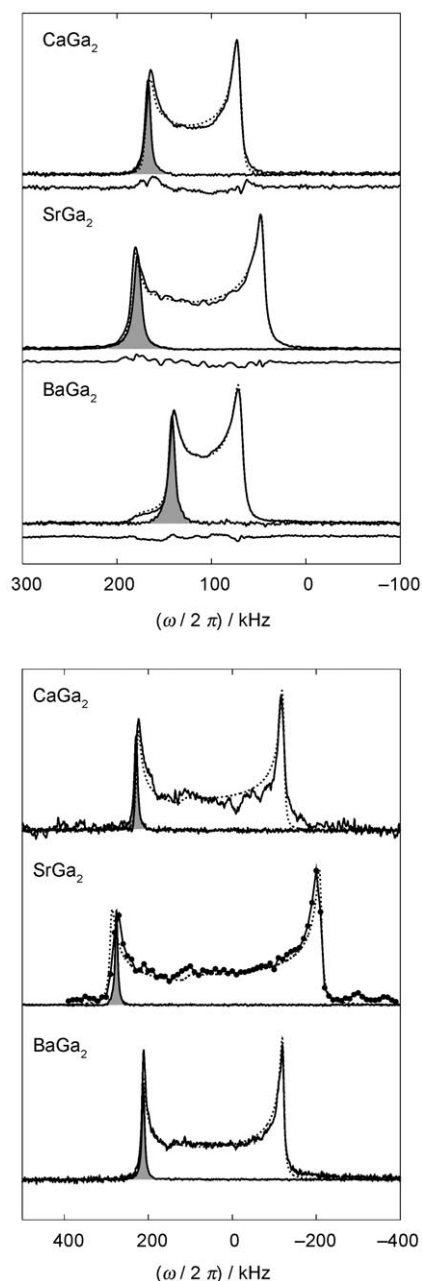 CaGa₂
SrGa₂
BaGa₂
300 200 100 0 –100
(ω / 2 π) / kHz
CaGa₂
SrGa₂
BaGa₂
400 200 0 –200 –400
(ω / 2 π) / kHz